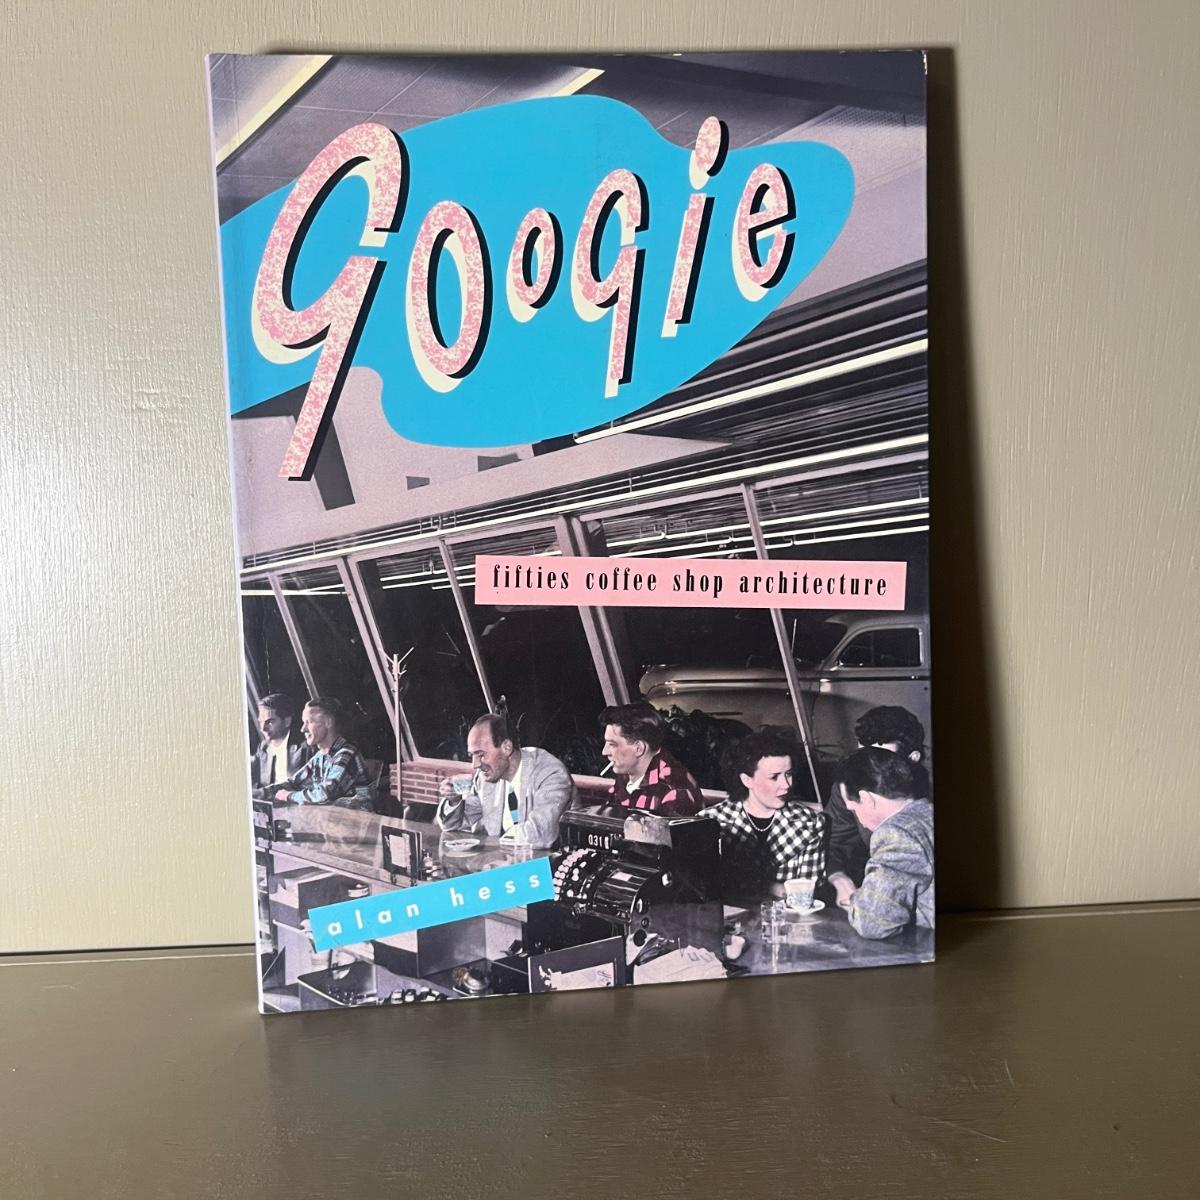 googie
fifties coffee shop architecture
alan hess